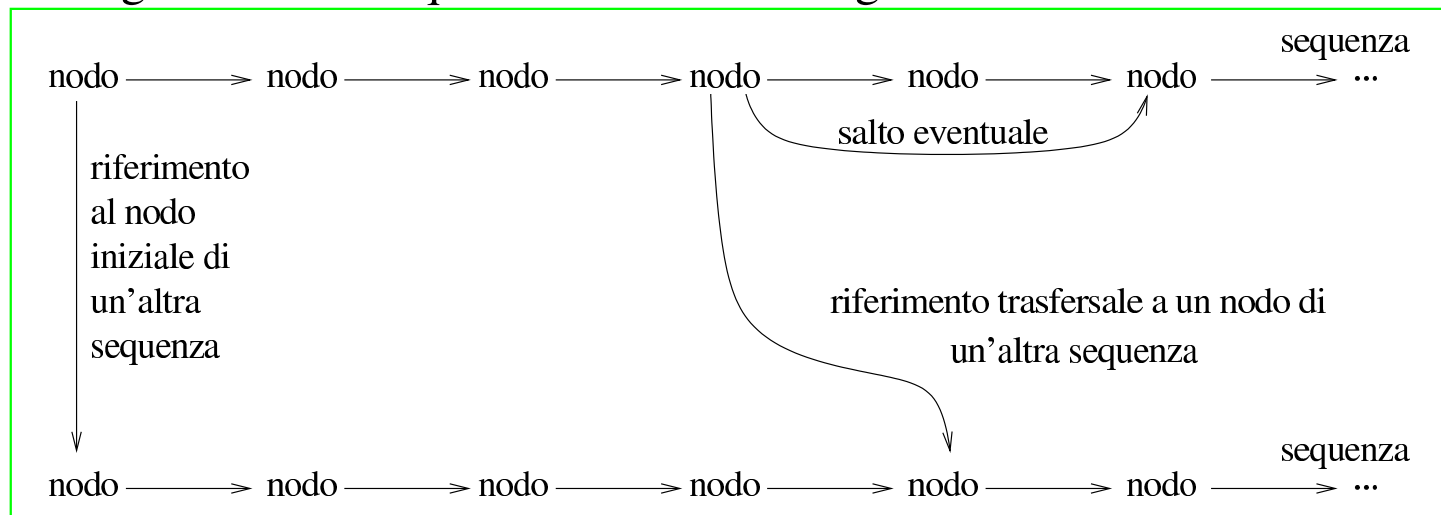 sequenza
nodo nodo nodo nodo nodo nodo ...
salto eventuale
riferimento
al nodo
iniziale di
un'altra
sequenza
riferimento trasfersale a un nodo di
un'altra sequenza
sequenza
nodo nodo nodo nodo nodo nodo ...